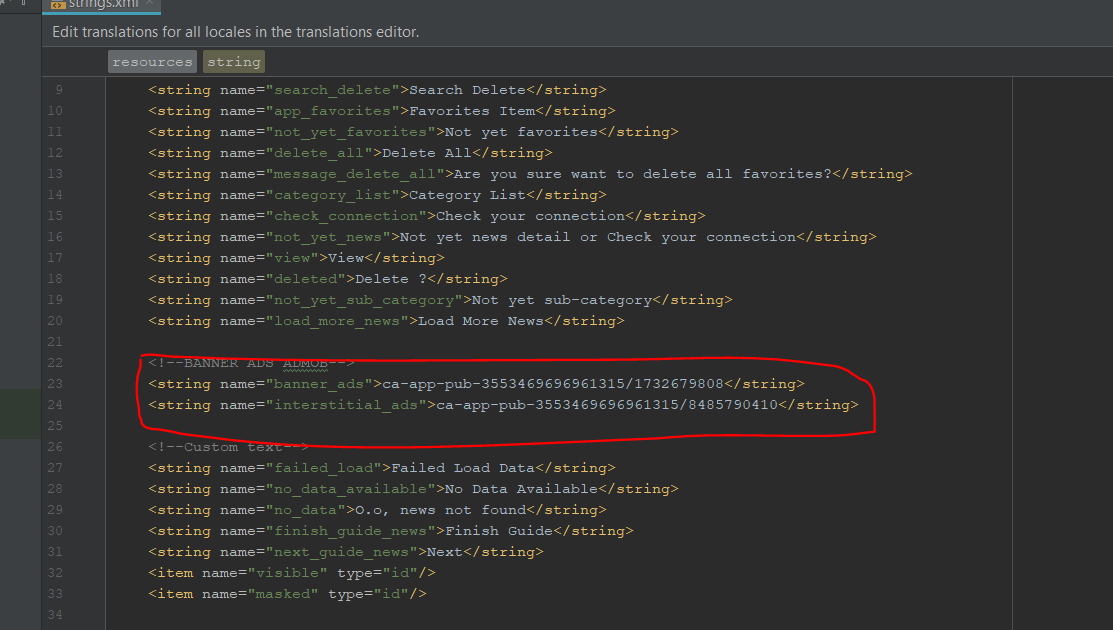 strings.xml
Edit translations for all locales in the translations editor.
resources string
9 <string name="search_delete">Search Delete</string>
10 <string name="app_favorites">Favorites Item</string>
11 <string name="not_yet_favorites">Not yet favorites</string>
12 <string name="delete_all">Delete All</string>
13 <string name="message_delete_all">Are you sure want to delete all favorites?</string>
14 <string name="category_list">Category List</string>
15 <string name="check_connection">Check your connection</string>
16 <string name="not_yet_news">Not yet news detail or Check your connection</string>
17 <string name="view">View</string>
18 <string name="deleted">Delete ?</string>
19 <string name="not_yet_sub_category">Not yet sub-category</string>
20 <string name="load_more_news">Load More News</string>
21
22 <!--BANNER ADS ADMOB-->
23 <string name="banner_ads">ca-app-pub-3553469696961315/1732679808</string>
24 <string name="interstitial_ads">ca-app-pub-3553469696961315/8485790410</string>
25
26 <!--Custom text-->
27 <string name="failed_load">Failed Load Data</string>
28 <string name="no_data_available">No Data Available</string>
29 <string name="no_data">O.o, news not found</string>
30 <string name="finish_guide_news">Finish Guide</string>
31 <string name="next_guide_news">Next</string>
32 <item name="visible" type="id"/>
33 <item name="masked" type="id"/>
34